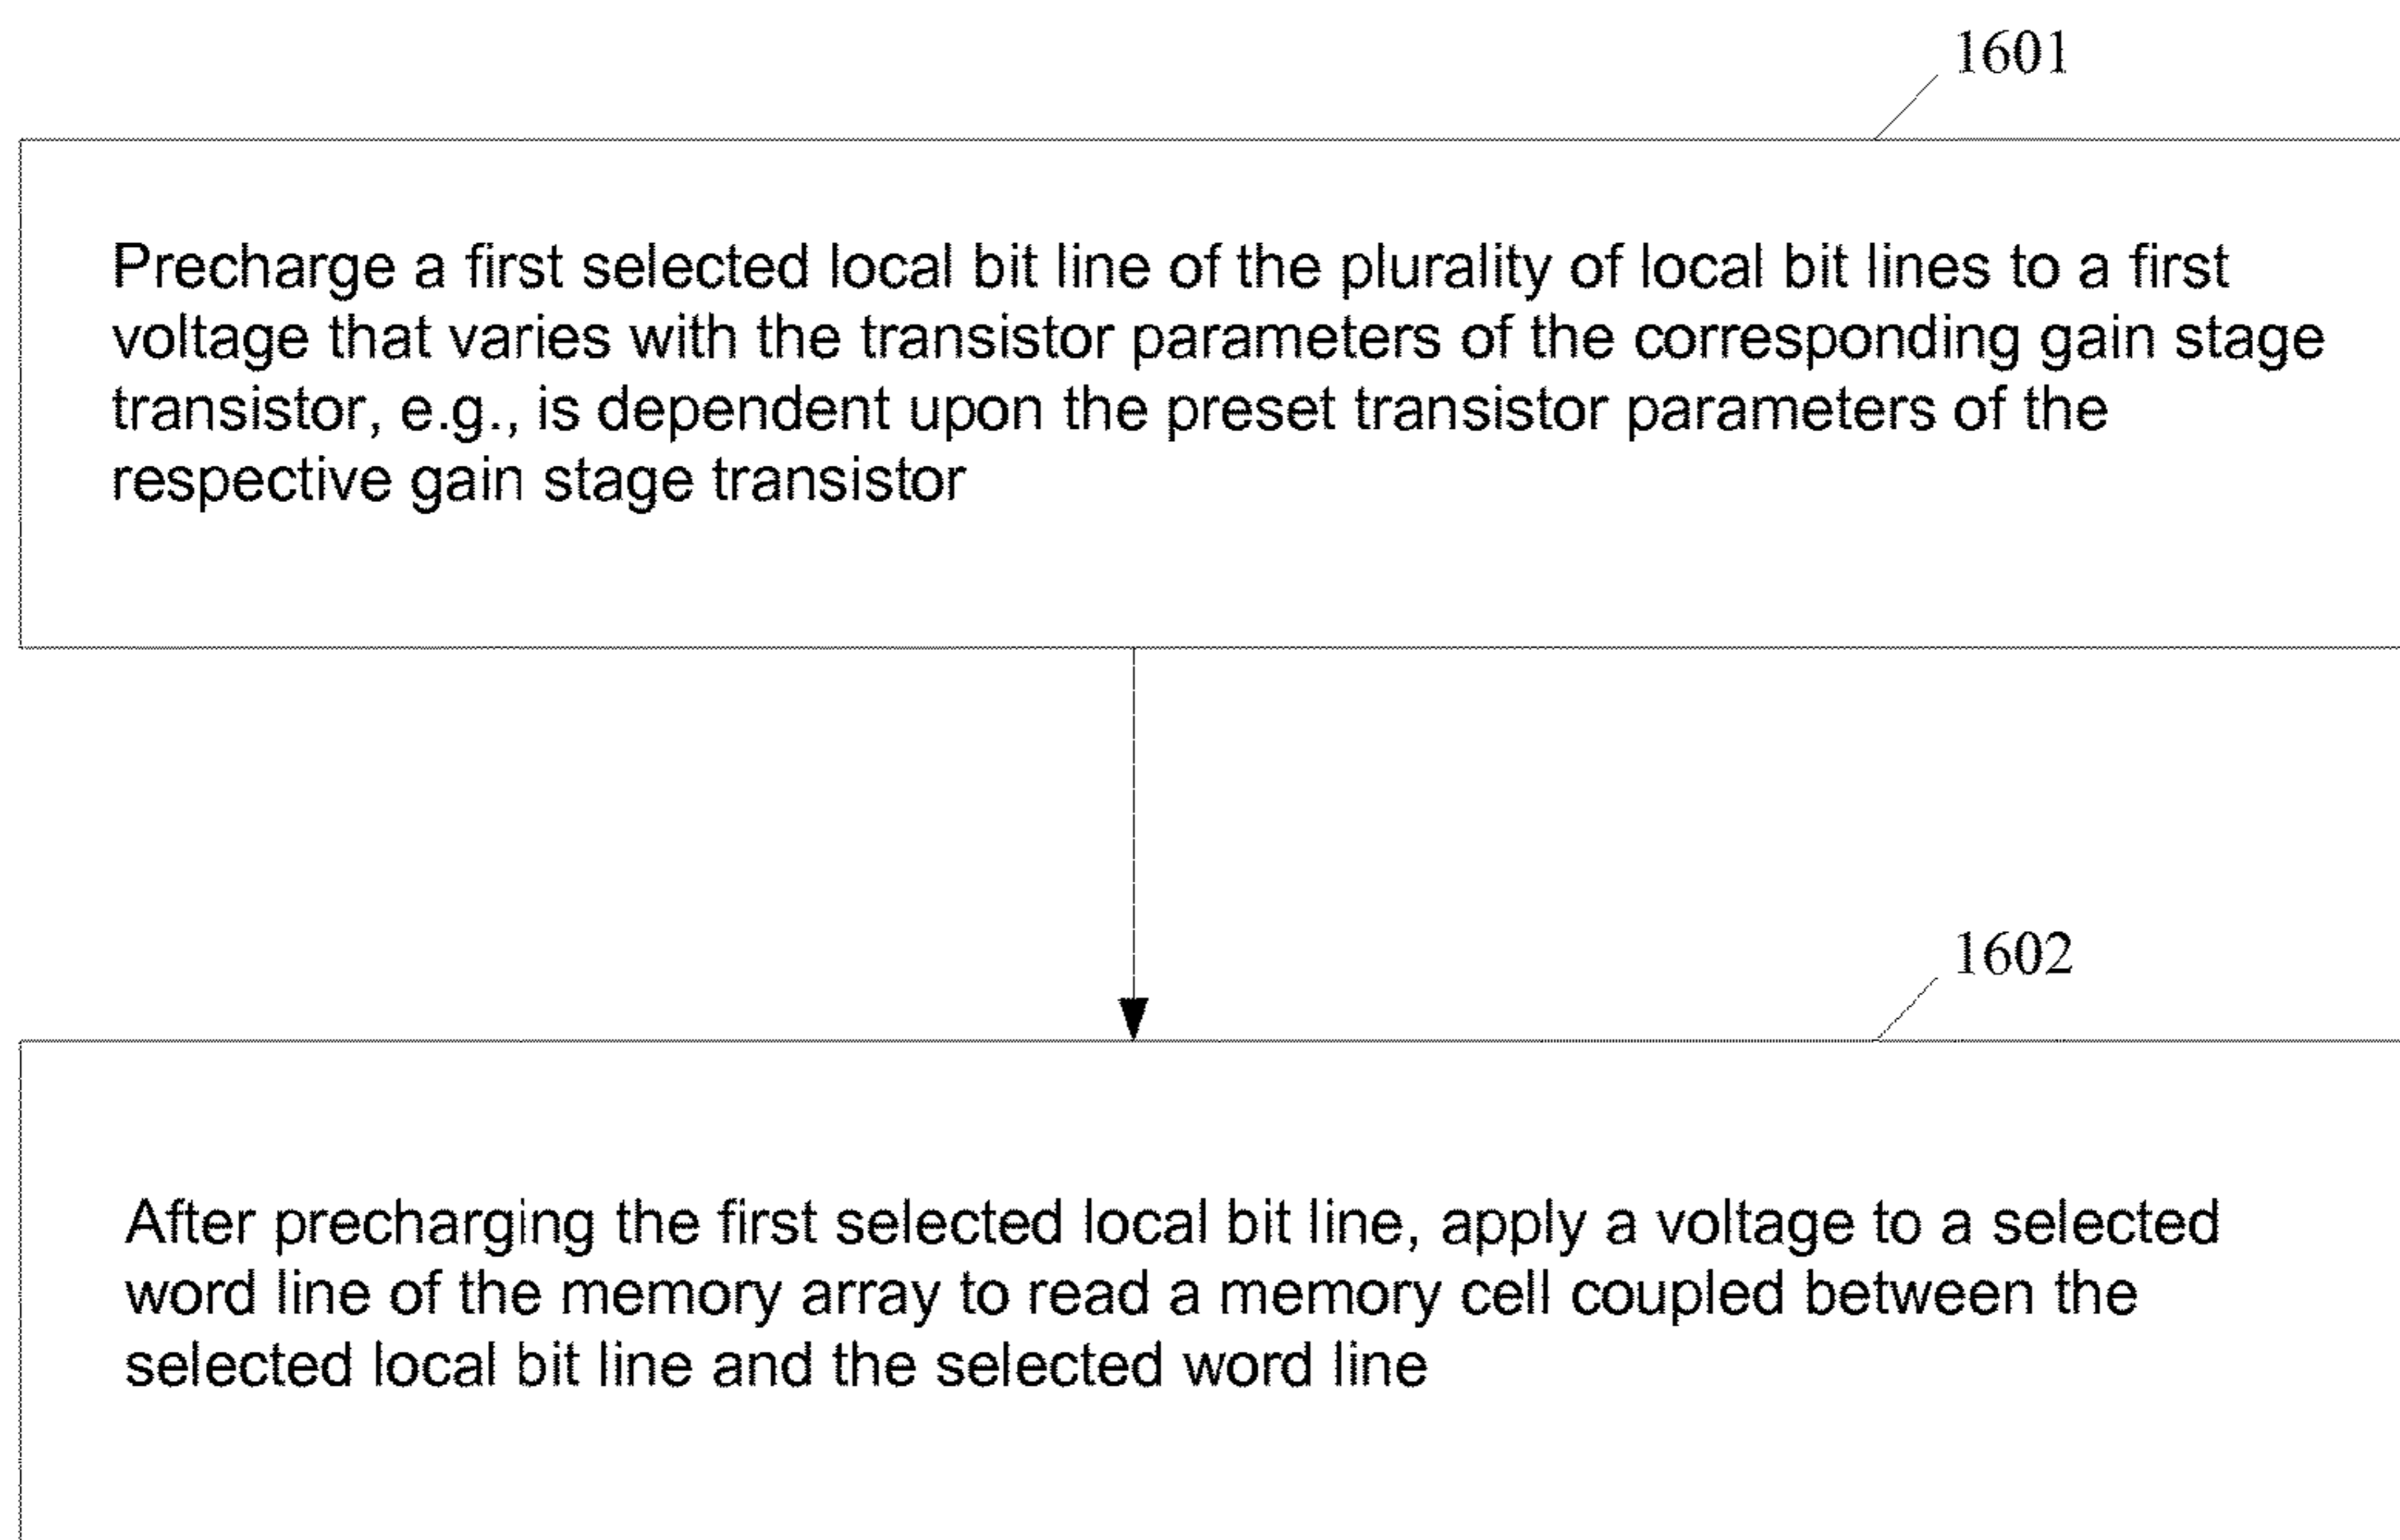 1601
Precharge a first selected local bit line of the plurality of local bit lines to a first
voltage that varies with the transistor parameters of the corresponding gain stage
transistor, e.g., is dependent upon the preset transistor parameters of the
respective gain stage transistor
1602
After precharging the first selected local bit line, apply a voltage to a selected
word line of the memory array to read a memory cell coupled between the
selected local bit line and the selected word line